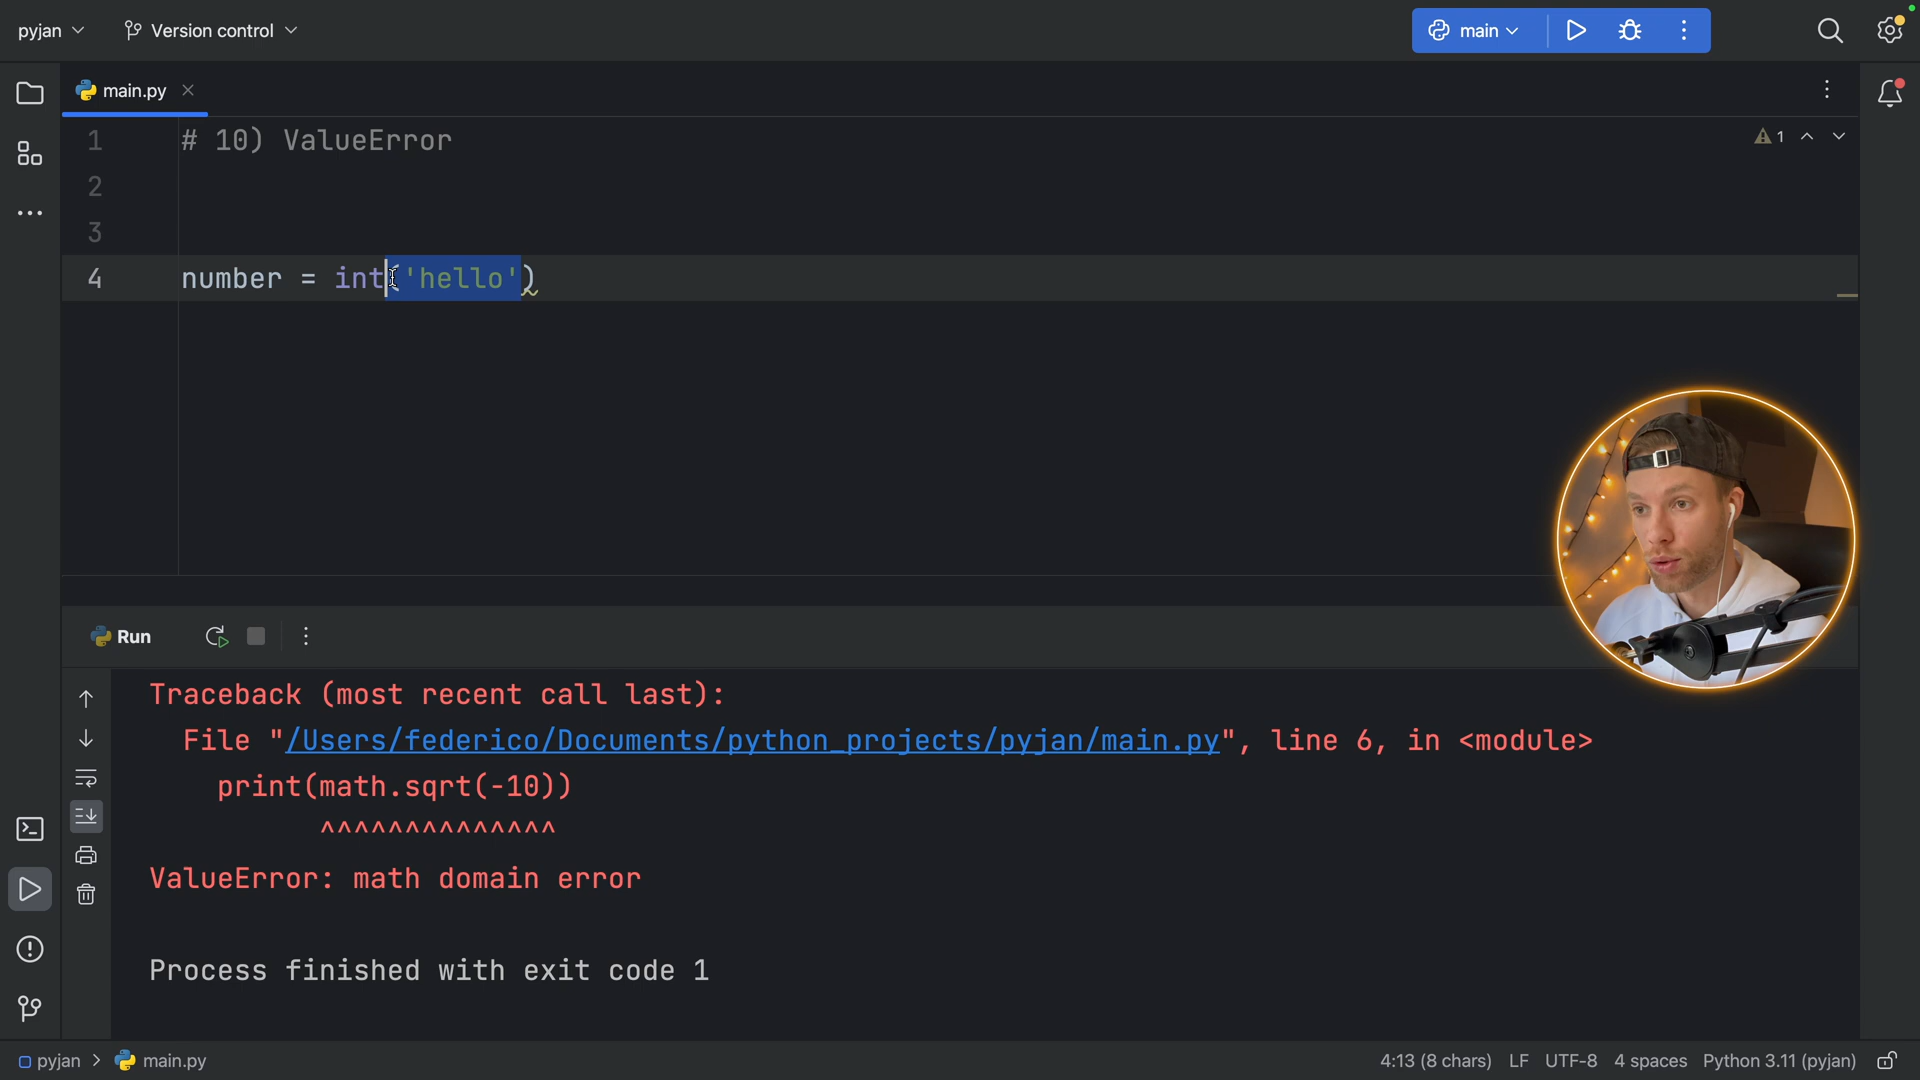 pyjan
Version control
main
main.py
1
1 # 10) ValueError
2
3
4 number = int('hello')
Run
Traceback (most recent call last):
File "/Users/federico/Documents/python_projects/pyjan/main.py", line 6, in <module>
print(math.sqrt(-10))
^^^^^^^^^^^^^^
ValueError: math domain error
Process finished with exit code 1
pyjan > main.py
4:13 (8 chars) LF UTF-8 4 spaces Python 3.11 (pyjan)